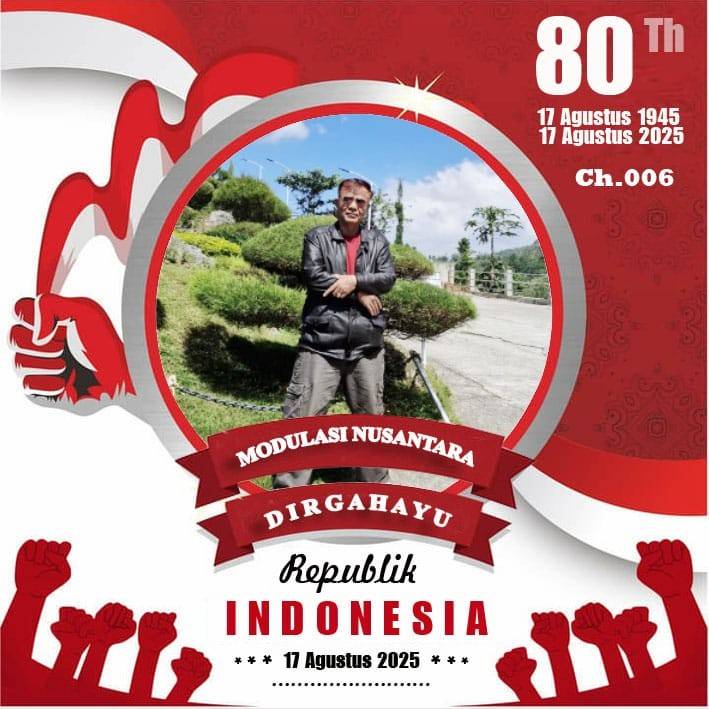 80 Th
17 Agustus 1945
17 Agustus 2025
Ch.006
MODULASI NUSANTARA
DIRGAHAYU
Republik
INDONESIA
*** 17 Agustus 2025 ***